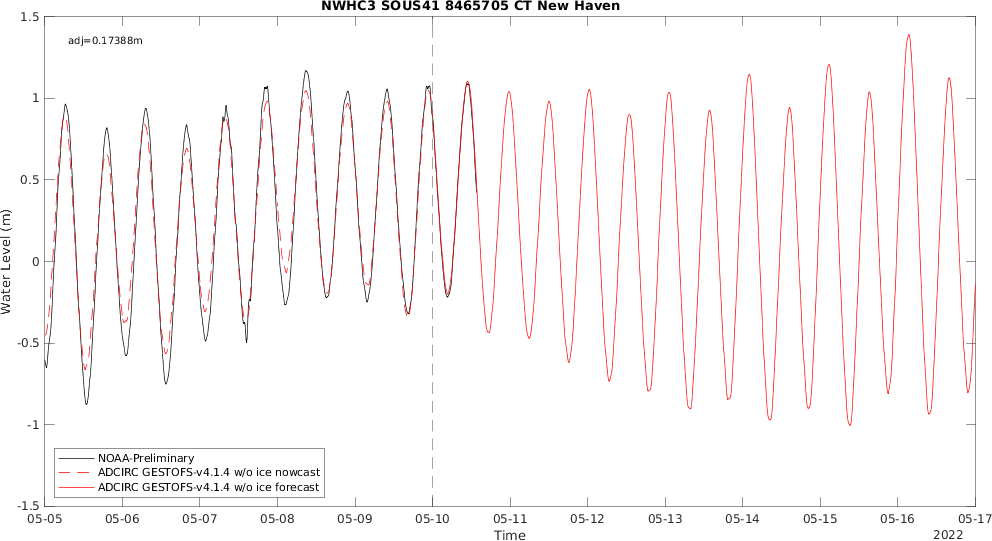 NWHC3 SOUS41 8465705 CT New Haven
1.5
adj=0.17388m
1
0.5
0
-0.5
-1
-1.5
Water Level (m)
NOAA-Preliminary
ADCIRC GESTOFS-v4.1.4 w/o ice nowcast
ADCIRC GESTOFS-v4.1.4 w/o ice forecast
05-05 05-06 05-07 05-08 05-09 05-10 05-11 05-12 05-13 05-14 05-15 05-16 05-17
Time
2022